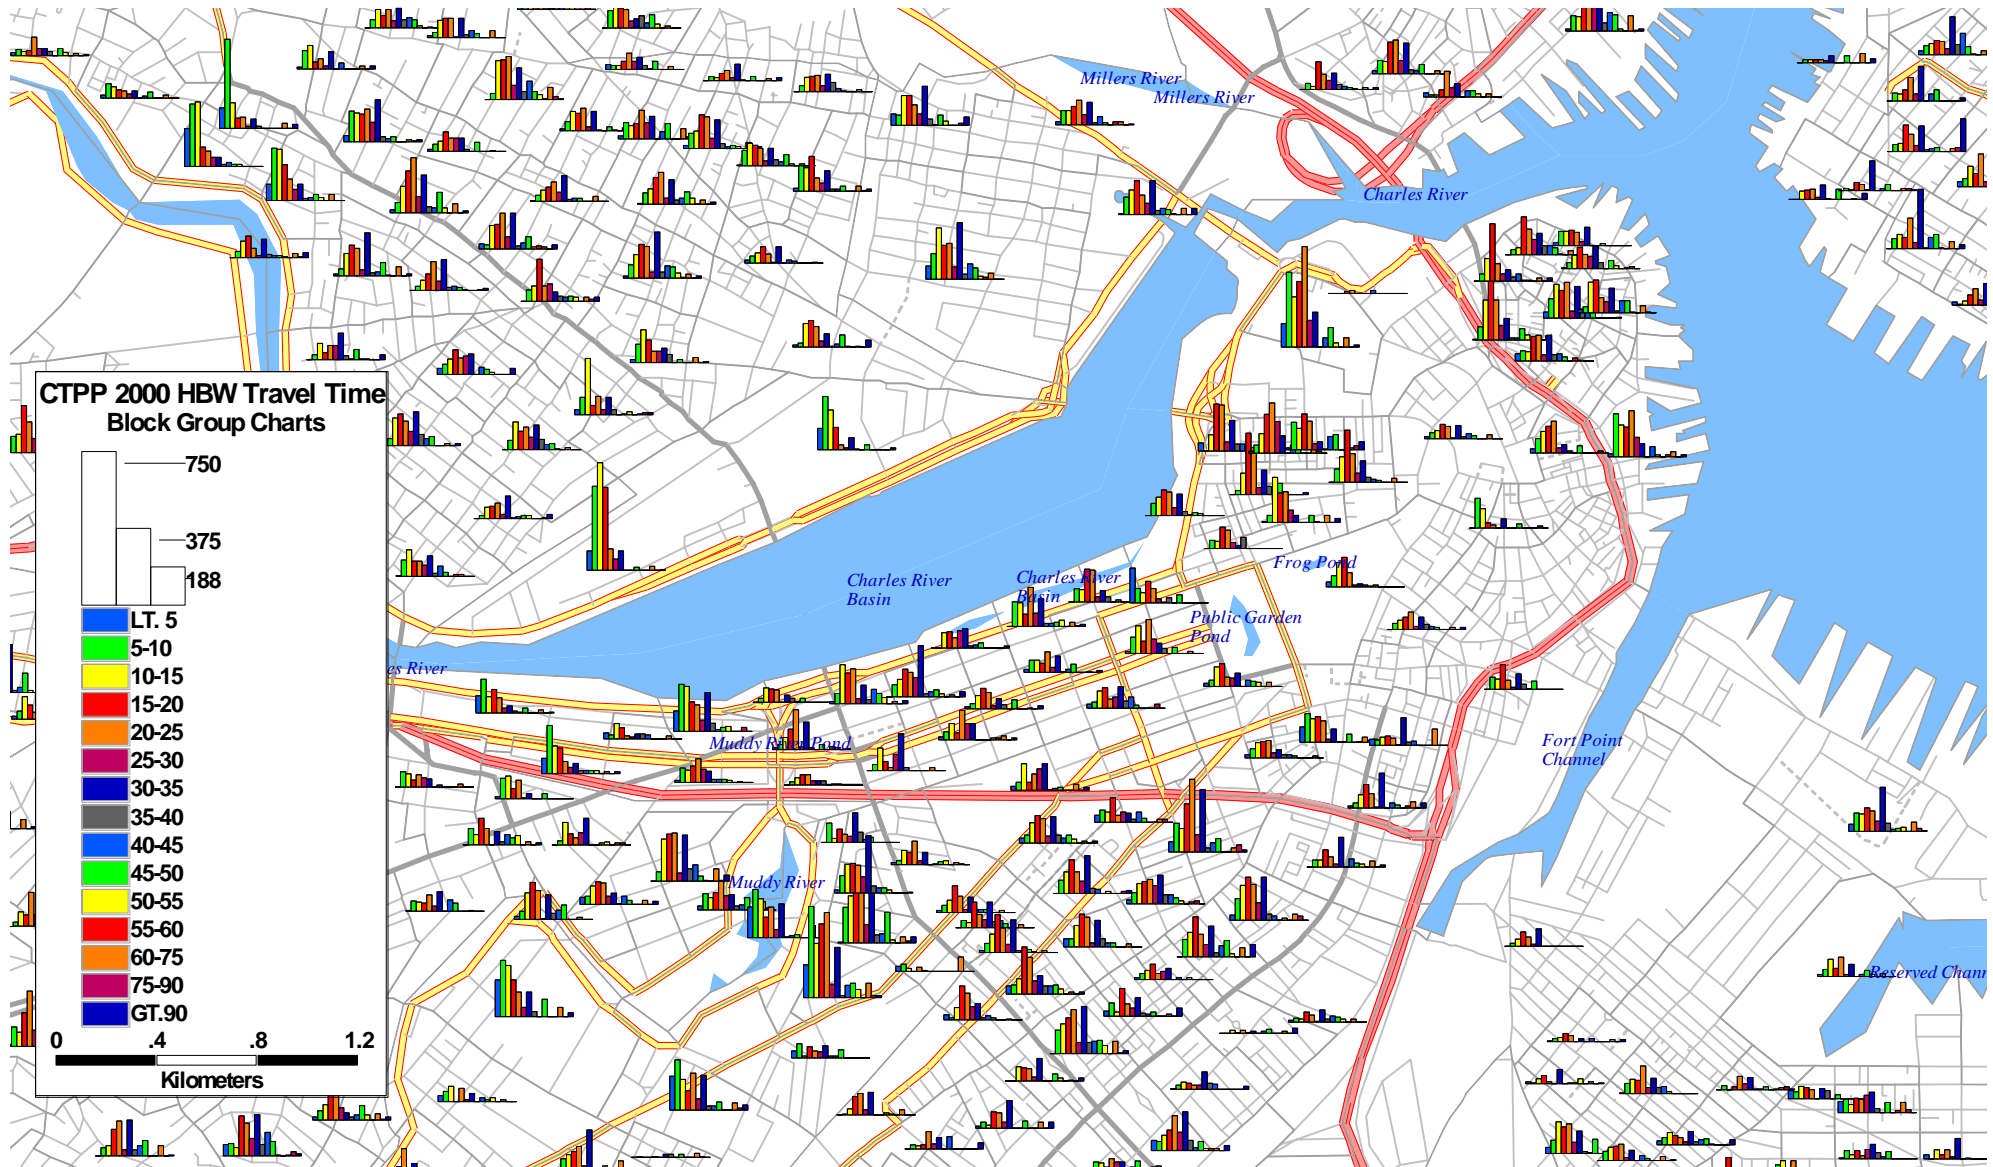 Millers River
Millers River
Charles River
CTPP 2000 HBW Travel Time
Block Group Charts
750
375
188
LT. 5
5-10
10-15
15-20
20-25
25-30
30-35
35-40
40-45
45-50
50-55
55-60
60-75
75-90
GT.90
0 .4 .8 1.2
Kilometers
Frog Pond
Charles River
Basin
Charles River
Basin
Public Garden
Pond
es River
Muddy River Pond
Fort Point
Channel
Muddy River
Reserved Chann